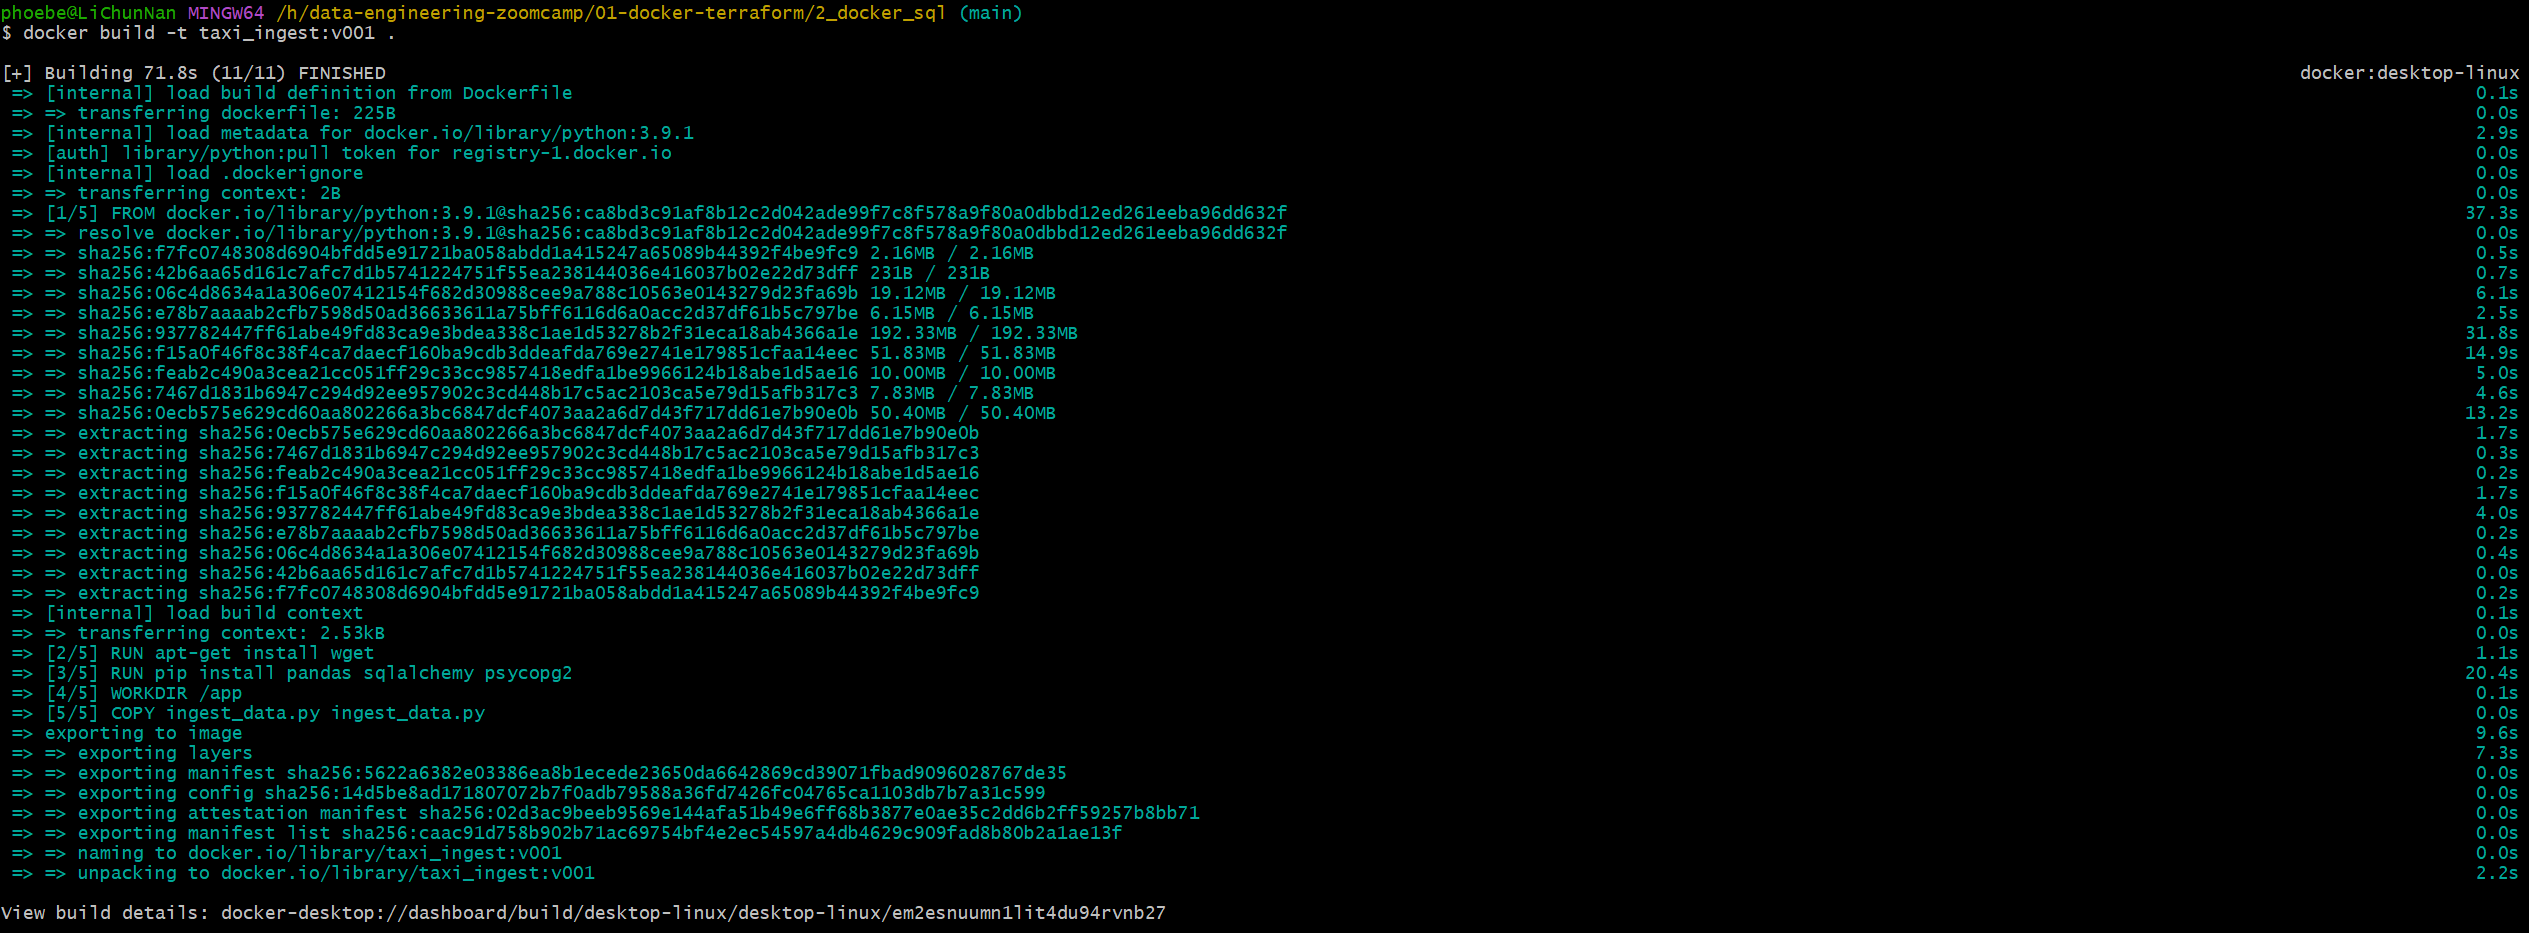 phoebe@LiChunNan MINGW64 /h/data-engineering-zoomcamp/01-docker-terraform/2_docker_sql (main)
$ docker build -t taxi_ingest:v001 .
[+] Building 71.8s (11/11) FINISHED docker:desktop-linux
=> [internal] load build definition from Dockerfile 0.1s
=> => transferring dockerfile: 225B 0.0s
=> [internal] load metadata for docker.io/library/python:3.9.1 2.9s
=> [auth] library/python:pull token for registry-1.docker.io 0.0s
=> [internal] load .dockerignore 0.0s
=> => transferring context: 2B 0.0s
=> [1/5] FROM docker.io/library/python:3.9.1@sha256:ca8bd3c91af8b12c2d042ade99f7c8f578a9f80a0dbbd12ed261eeba96dd632f 37.3s
=> => resolve docker.io/library/python:3.9.1@sha256:ca8bd3c91af8b12c2d042ade99f7c8f578a9f80a0dbbd12ed261eeba96dd632f 0.0s
=> => sha256:f7fc0748308d6904bfdd5e91721ba058abdd1a415247a65089b44392f4be9fc9 2.16MB / 2.16MB 0.5s
=> => sha256:42b6aa65d161c7afc7d1b5741224751f55ea238144036e416037b02e22d73dff 231B / 231B 0.7s
=> => sha256:06c4d8634a1a306e07412154f682d30988cee9a788c10563e0143279d23fa69b 19.12MB / 19.12MB 6.1s
=> => sha256:e78b7aaaab2cfb7598d50ad36633611a75bff6116d6a0acc2d37df61b5c797be 6.15MB / 6.15MB 2.5s
=> => sha256:937782447ff61abe49fd83ca9e3bdea338c1ae1d53278b2f31eca18ab4366a1e 192.33MB / 192.33MB 31.8s
=> => sha256:f15a0f46f8c38f4ca7daecf160ba9cdb3ddeafda769e2741e179851cfaa14eec 51.83MB / 51.83MB 14.9s
=> => sha256:feab2c490a3cea21cc051ff29c33cc9857418edfa1be9966124b18abe1d5ae16 10.00MB / 10.00MB 5.0s
=> => sha256:7467d1831b6947c294d92ee957902c3cd448b17c5ac2103ca5e79d15afb317c3 7.83MB / 7.83MB 4.6s
=> => sha256:0ecb575e629cd60aa802266a3bc6847dcf4073aa2a6d7d43f717dd61e7b90e0b 50.40MB / 50.40MB 13.2s
=> => extracting sha256:0ecb575e629cd60aa802266a3bc6847dcf4073aa2a6d7d43f717dd61e7b90e0b 1.7s
=> => extracting sha256:7467d1831b6947c294d92ee957902c3cd448b17c5ac2103ca5e79d15afb317c3 0.3s
=> => extracting sha256:feab2c490a3cea21cc051ff29c33cc9857418edfa1be9966124b18abe1d5ae16 0.2s
=> => extracting sha256:f15a0f46f8c38f4ca7daecf160ba9cdb3ddeafda769e2741e179851cfaa14eec 1.7s
=> => extracting sha256:937782447ff61abe49fd83ca9e3bdea338c1ae1d53278b2f31eca18ab4366a1e 4.0s
=> => extracting sha256:e78b7aaaab2cfb7598d50ad36633611a75bff6116d6a0acc2d37df61b5c797be 0.2s
=> => extracting sha256:06c4d8634a1a306e07412154f682d30988cee9a788c10563e0143279d23fa69b 0.4s
=> => extracting sha256:42b6aa65d161c7afc7d1b5741224751f55ea238144036e416037b02e22d73dff 0.0s
=> => extracting sha256:f7fc0748308d6904bfdd5e91721ba058abdd1a415247a65089b44392f4be9fc9 0.2s
=> [internal] load build context 0.1s
=> => transferring context: 2.53kB 0.0s
=> [2/5] RUN apt-get install wget 1.1s
=> [3/5] RUN pip install pandas sqlalchemy psycopg2 20.4s
=> [4/5] WORKDIR /app 0.1s
=> [5/5] COPY ingest_data.py ingest_data.py 0.0s
=> exporting to image 9.6s
=> => exporting layers 7.3s
=> => exporting manifest sha256:5622a6382e03386ea8b1ecede23650da6642869cd39071fbad9096028767de35 0.0s
=> => exporting config sha256:14d5be8ad171807072b7f0adb79588a36fd7426fc04765ca1103db7b7a31c599 0.0s
=> => exporting attestation manifest sha256:02d3ac9beeb9569e144afa51b49e6ff68b3877e0ae35c2dd6b2ff59257b8bb71 0.0s
=> => exporting manifest list sha256:caac91d758b902b71ac69754bf4e2ec54597a4db4629c909fad8b80b2a1ae13f 0.0s
=> => naming to docker.io/library/taxi_ingest:v001 0.0s
=> => unpacking to docker.io/library/taxi_ingest:v001 2.2s
View build details: docker-desktop://dashboard/build/desktop-linux/desktop-linux/em2esnuumn1lit4du94rvnb27